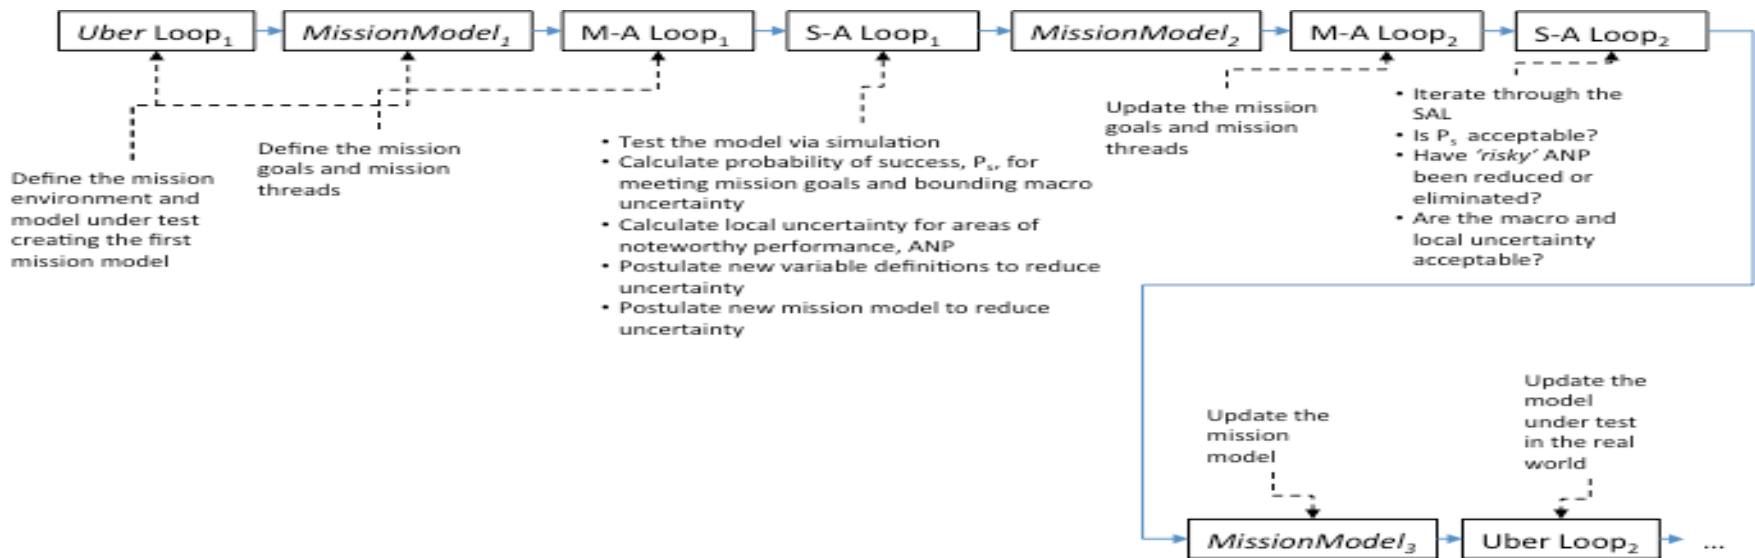 Uber Loop₁
MissionModel₁
M-A Loop₁
S-A Loop₁
MissionModel₂
M-A Loop₂
S-A Loop₂
Define the mission
environment and
model under test
creating the first
mission model
Define the mission
goals and mission
threads
• Test the model via simulation
• Calculate probability of success, Pₛ, for
meeting mission goals and bounding macro
uncertainty
• Calculate local uncertainty for areas of
noteworthy performance, ANP
• Postulate new variable definitions to reduce
uncertainty
• Postulate new mission model to reduce
uncertainty
Update the mission
goals and mission
threads
• Iterate through the
SAL
• Is Pₛ acceptable?
• Have ‘risky’ ANP
been reduced or
eliminated?
• Are the macro and
local uncertainty
acceptable?
Update the
mission
model
Update the
model
under test
in the real
world
MissionModel₃
Uber Loop₂
...